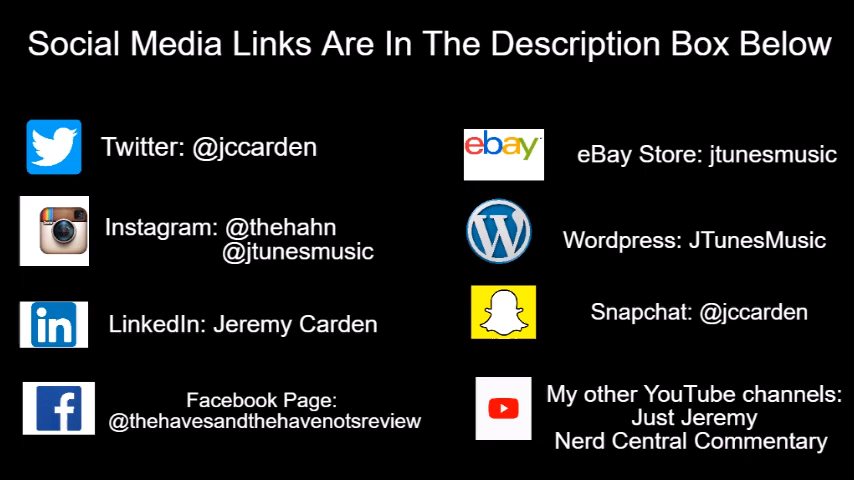 Social Media Links Are In The Description Box Below
Twitter: @jccarden
Instagram: @thehahn
@jtunesmusic
in LinkedIn: Jeremy Carden
f
Facebook Page:
@thehavesandthehavenotsreview
ebay
eBay Store: jtunesmusic
W
Wordpress: JTunesMusic
Snapchat: @jccarden
My other YouTube channels:
Just Jeremy
Nerd Central Commentary